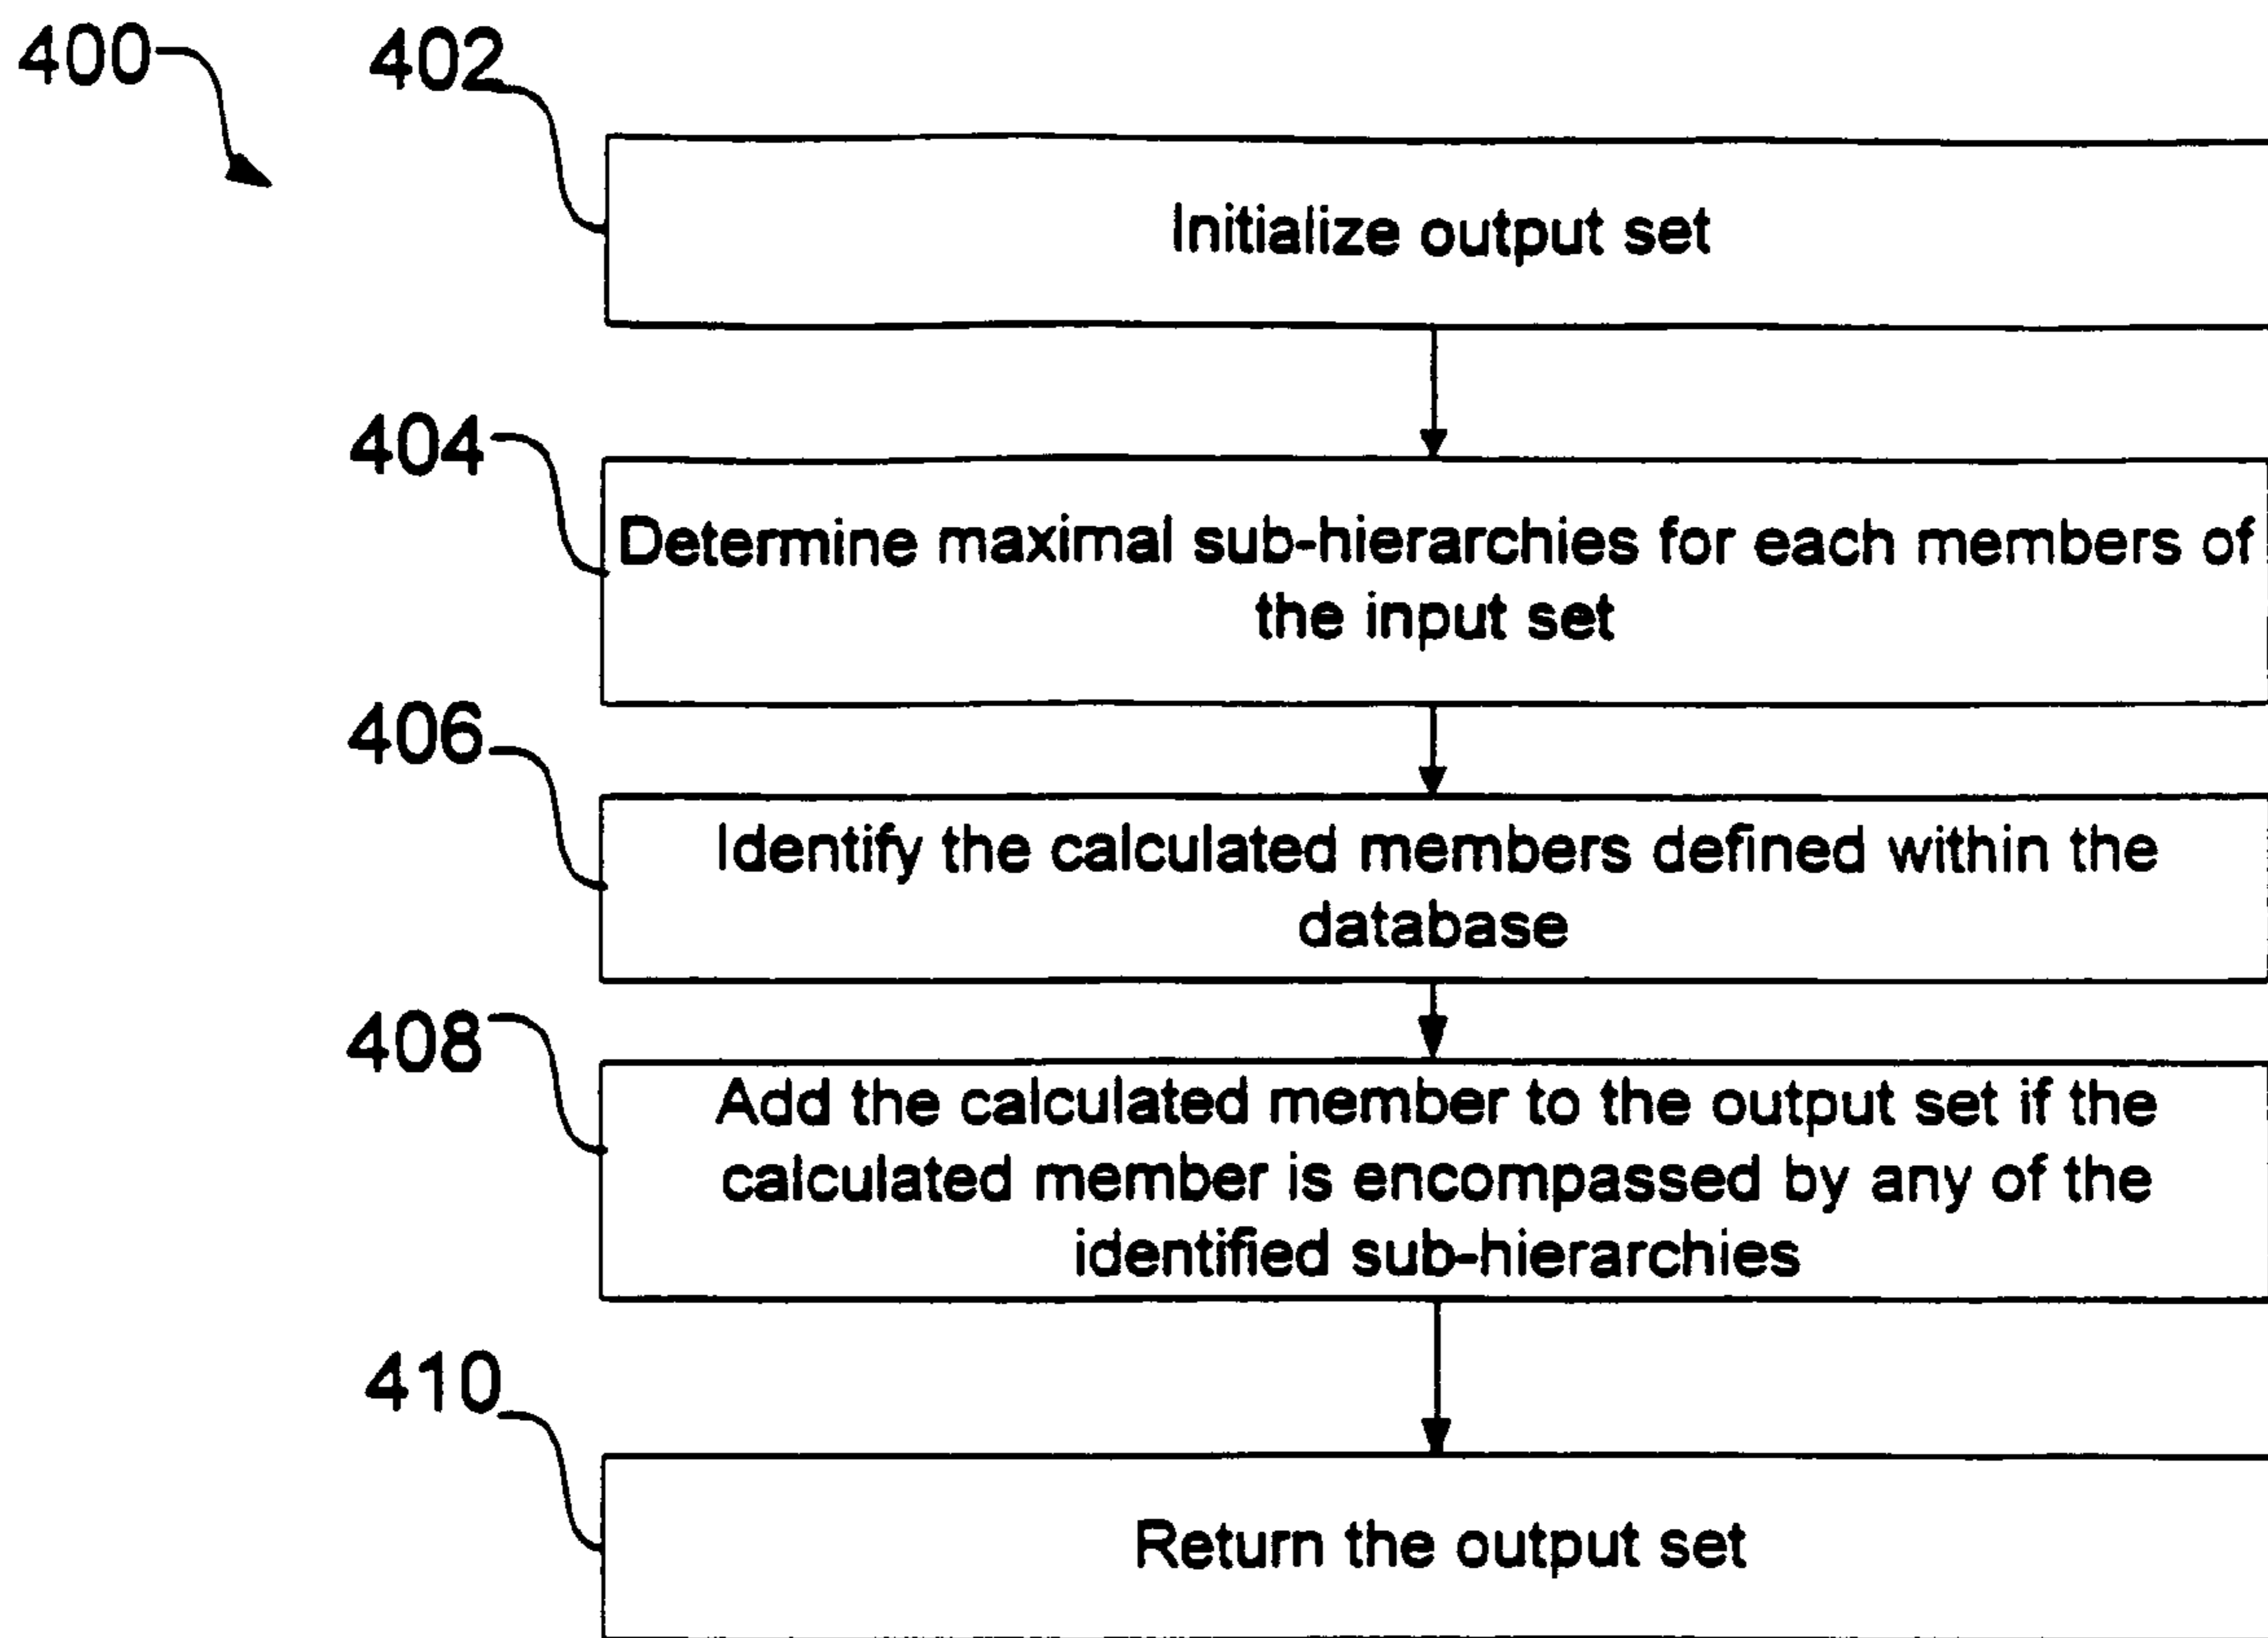 400
402
Initialize output set
404
Determine maximal sub-hierarchies for each members of
the input set
406
Identify the calculated members defined within the
database
408
Add the calculated member to the output set if the
calculated member is encompassed by any of the
identified sub-hierarchies
410
Return the output set